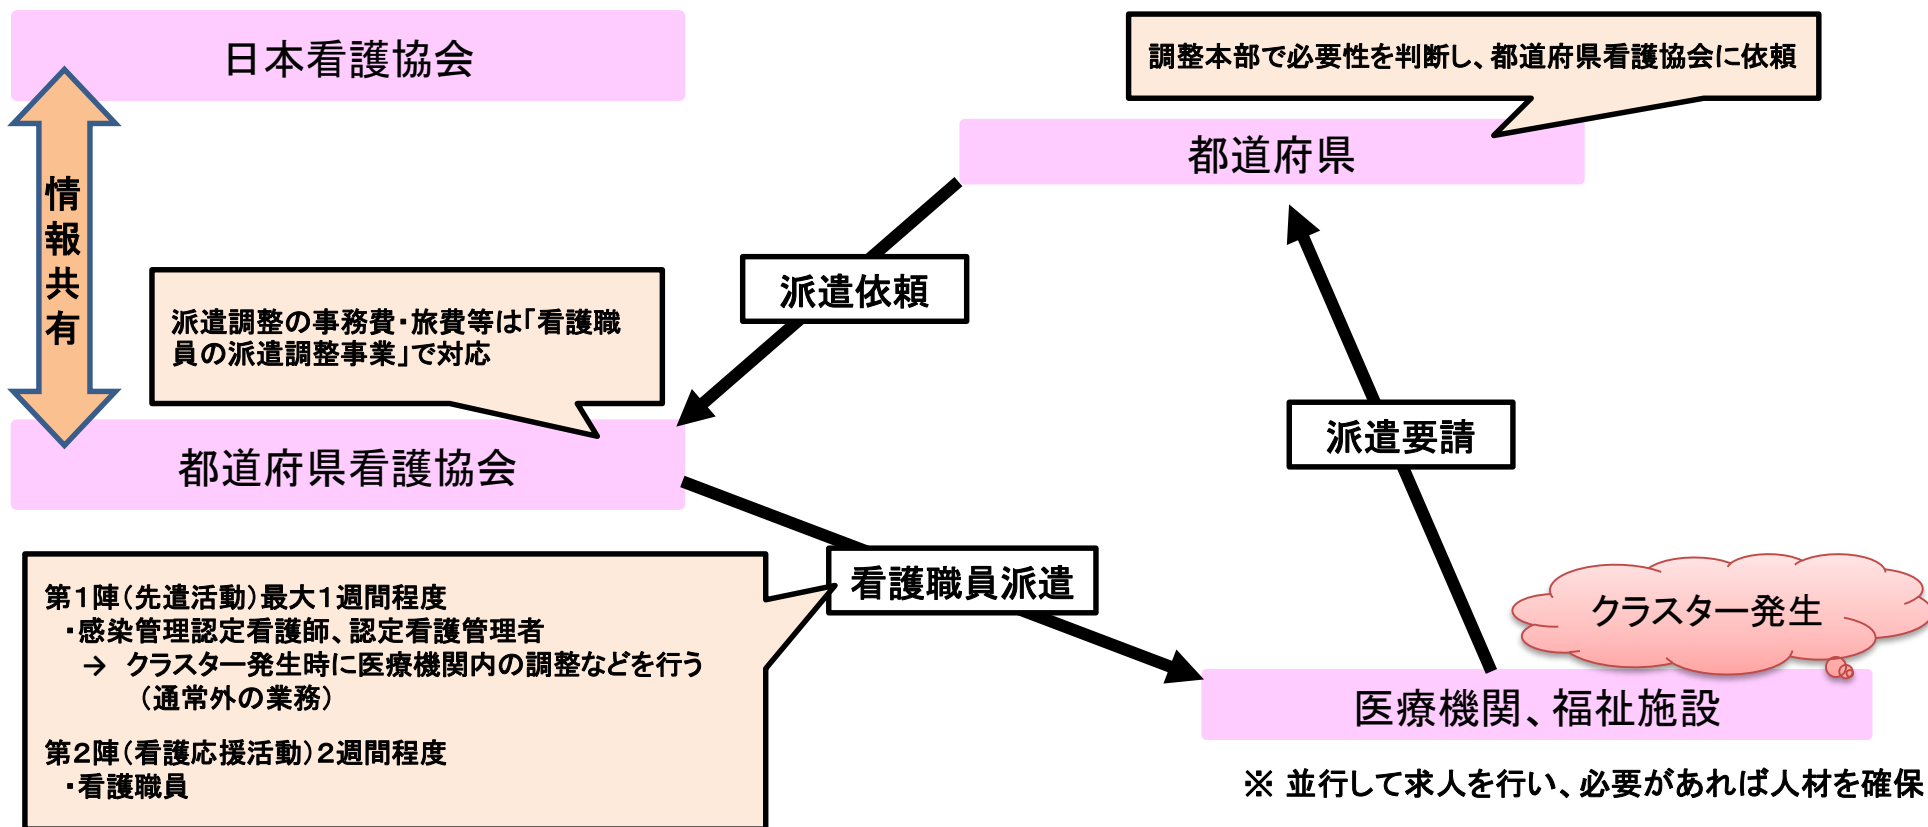 日本看護協会
調整本部で必要性を判断し、都道府県看護協会に依頼
都道府県
情報共有
派遣依頼
派遣調整の事務費・旅費等は「看護職
員の派遣調整事業」で対応
派遣要請
都道府県看護協会
看護職員派遣
クラスター発生
第1陣(先遣活動)最大1週間程度
・感染管理認定看護師、認定看護管理者
→ クラスター発生時に医療機関内の調整などを行う
(通常外の業務)
第2陣(看護応援活動)2週間程度
・看護職員
医療機関、福祉施設
※ 並行して求人を行い、必要があれば人材を確保